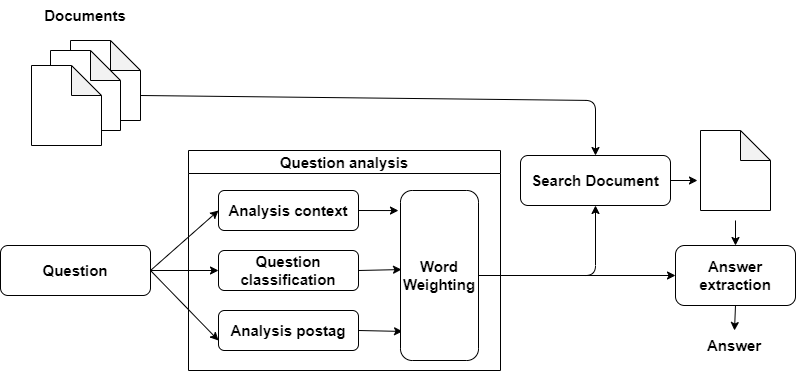 Documents
Question analysis
Search Document
Analysis context
Question
Question
classification
Word
Weighting
Answer
extraction
Analysis postag
Answer